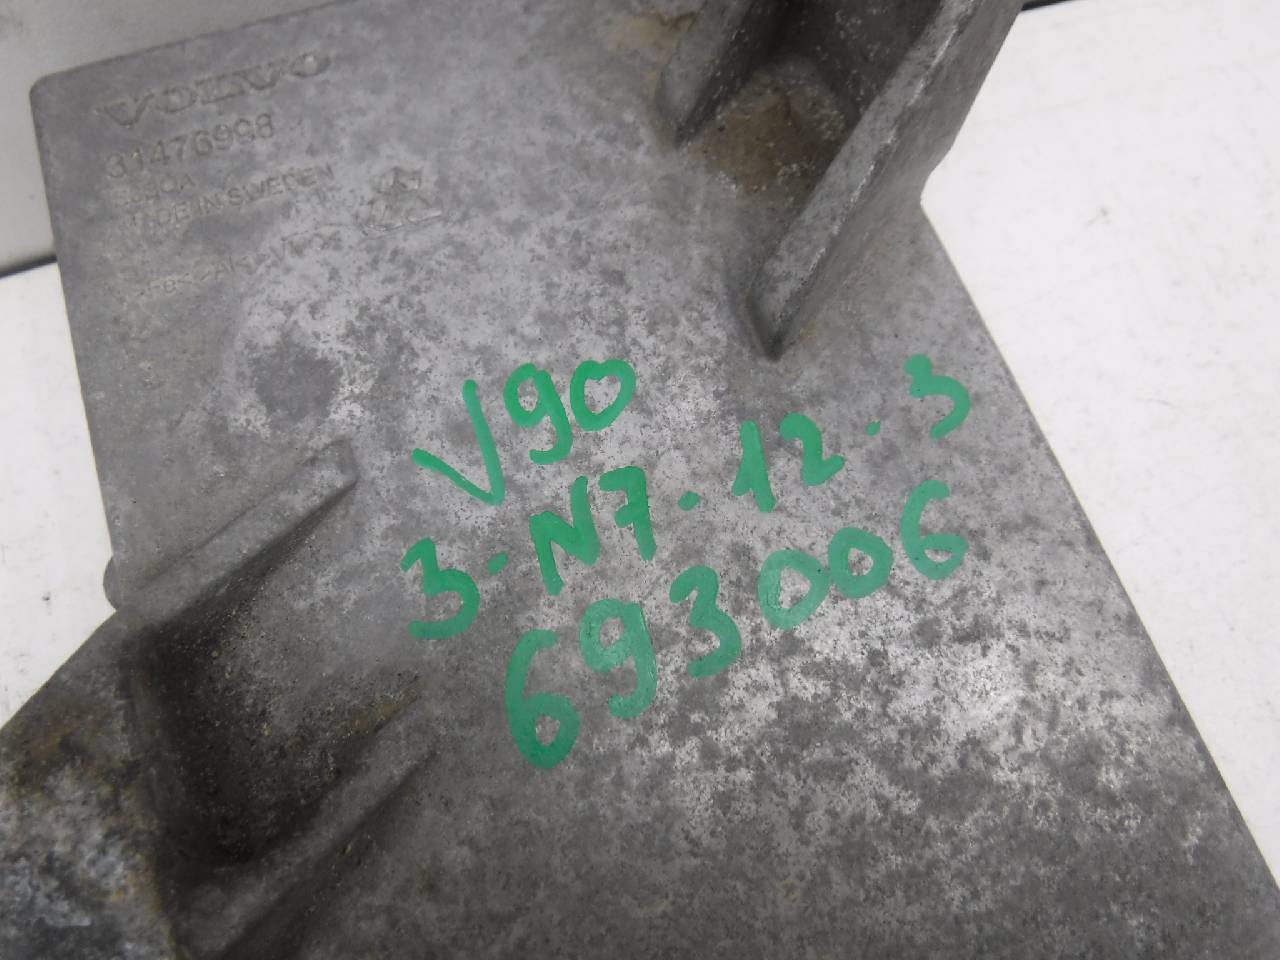 VOLVO
31476998
MADE IN SWEDEN
V90
3.N7.12.3
693006